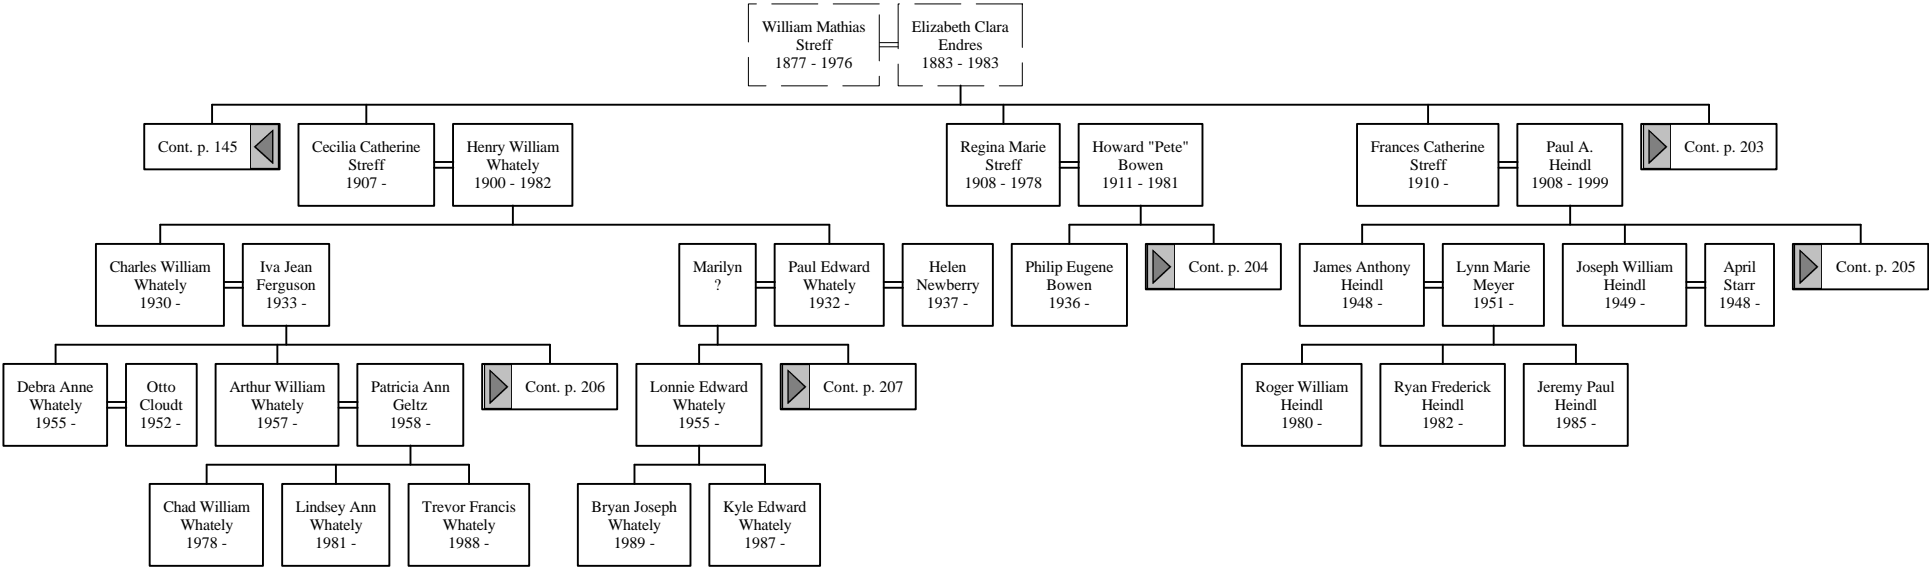 William Mathias
Streff
1877 - 1976
Elizabeth Clara
Endres
1883 - 1983
Cont. p. 145
Cecilia Catherine
Streff
1907 -
Henry William
Whately
1900 - 1982
Regina Marie
Streff
1908 - 1978
Howard "Pete"
Bowen
1911 - 1981
Frances Catherine
Streff
1910 -
Paul A.
Heindl
1908 - 1999
Cont. p. 203
Charles William
Whately
1930 -
Iva Jean
Ferguson
1933 -
Marilyn
?
Paul Edward
Whately
1932 -
Helen
Newberry
1937 -
Philip Eugene
Bowen
1936 -
Cont. p. 204
James Anthony
Heindl
1948 -
Lynn Marie
Meyer
1951 -
Joseph William
Heindl
1949 -
April
Starr
1948 -
Cont. p. 205
Debra Anne
Whately
1955 -
Otto
Cloudt
1952 -
Arthur William
Whately
1957 -
Patricia Ann
Geltz
1958 -
Cont. p. 206
Lonnie Edward
Whately
1955 -
Cont. p. 207
Roger William
Heindl
1980 -
Ryan Frederick
Heindl
1982 -
Jeremy Paul
Heindl
1985 -
Chad William
Whately
1978 -
Lindsey Ann
Whately
1981 -
Trevor Francis
Whately
1988 -
Bryan Joseph
Whately
1989 -
Kyle Edward
Whately
1987 -